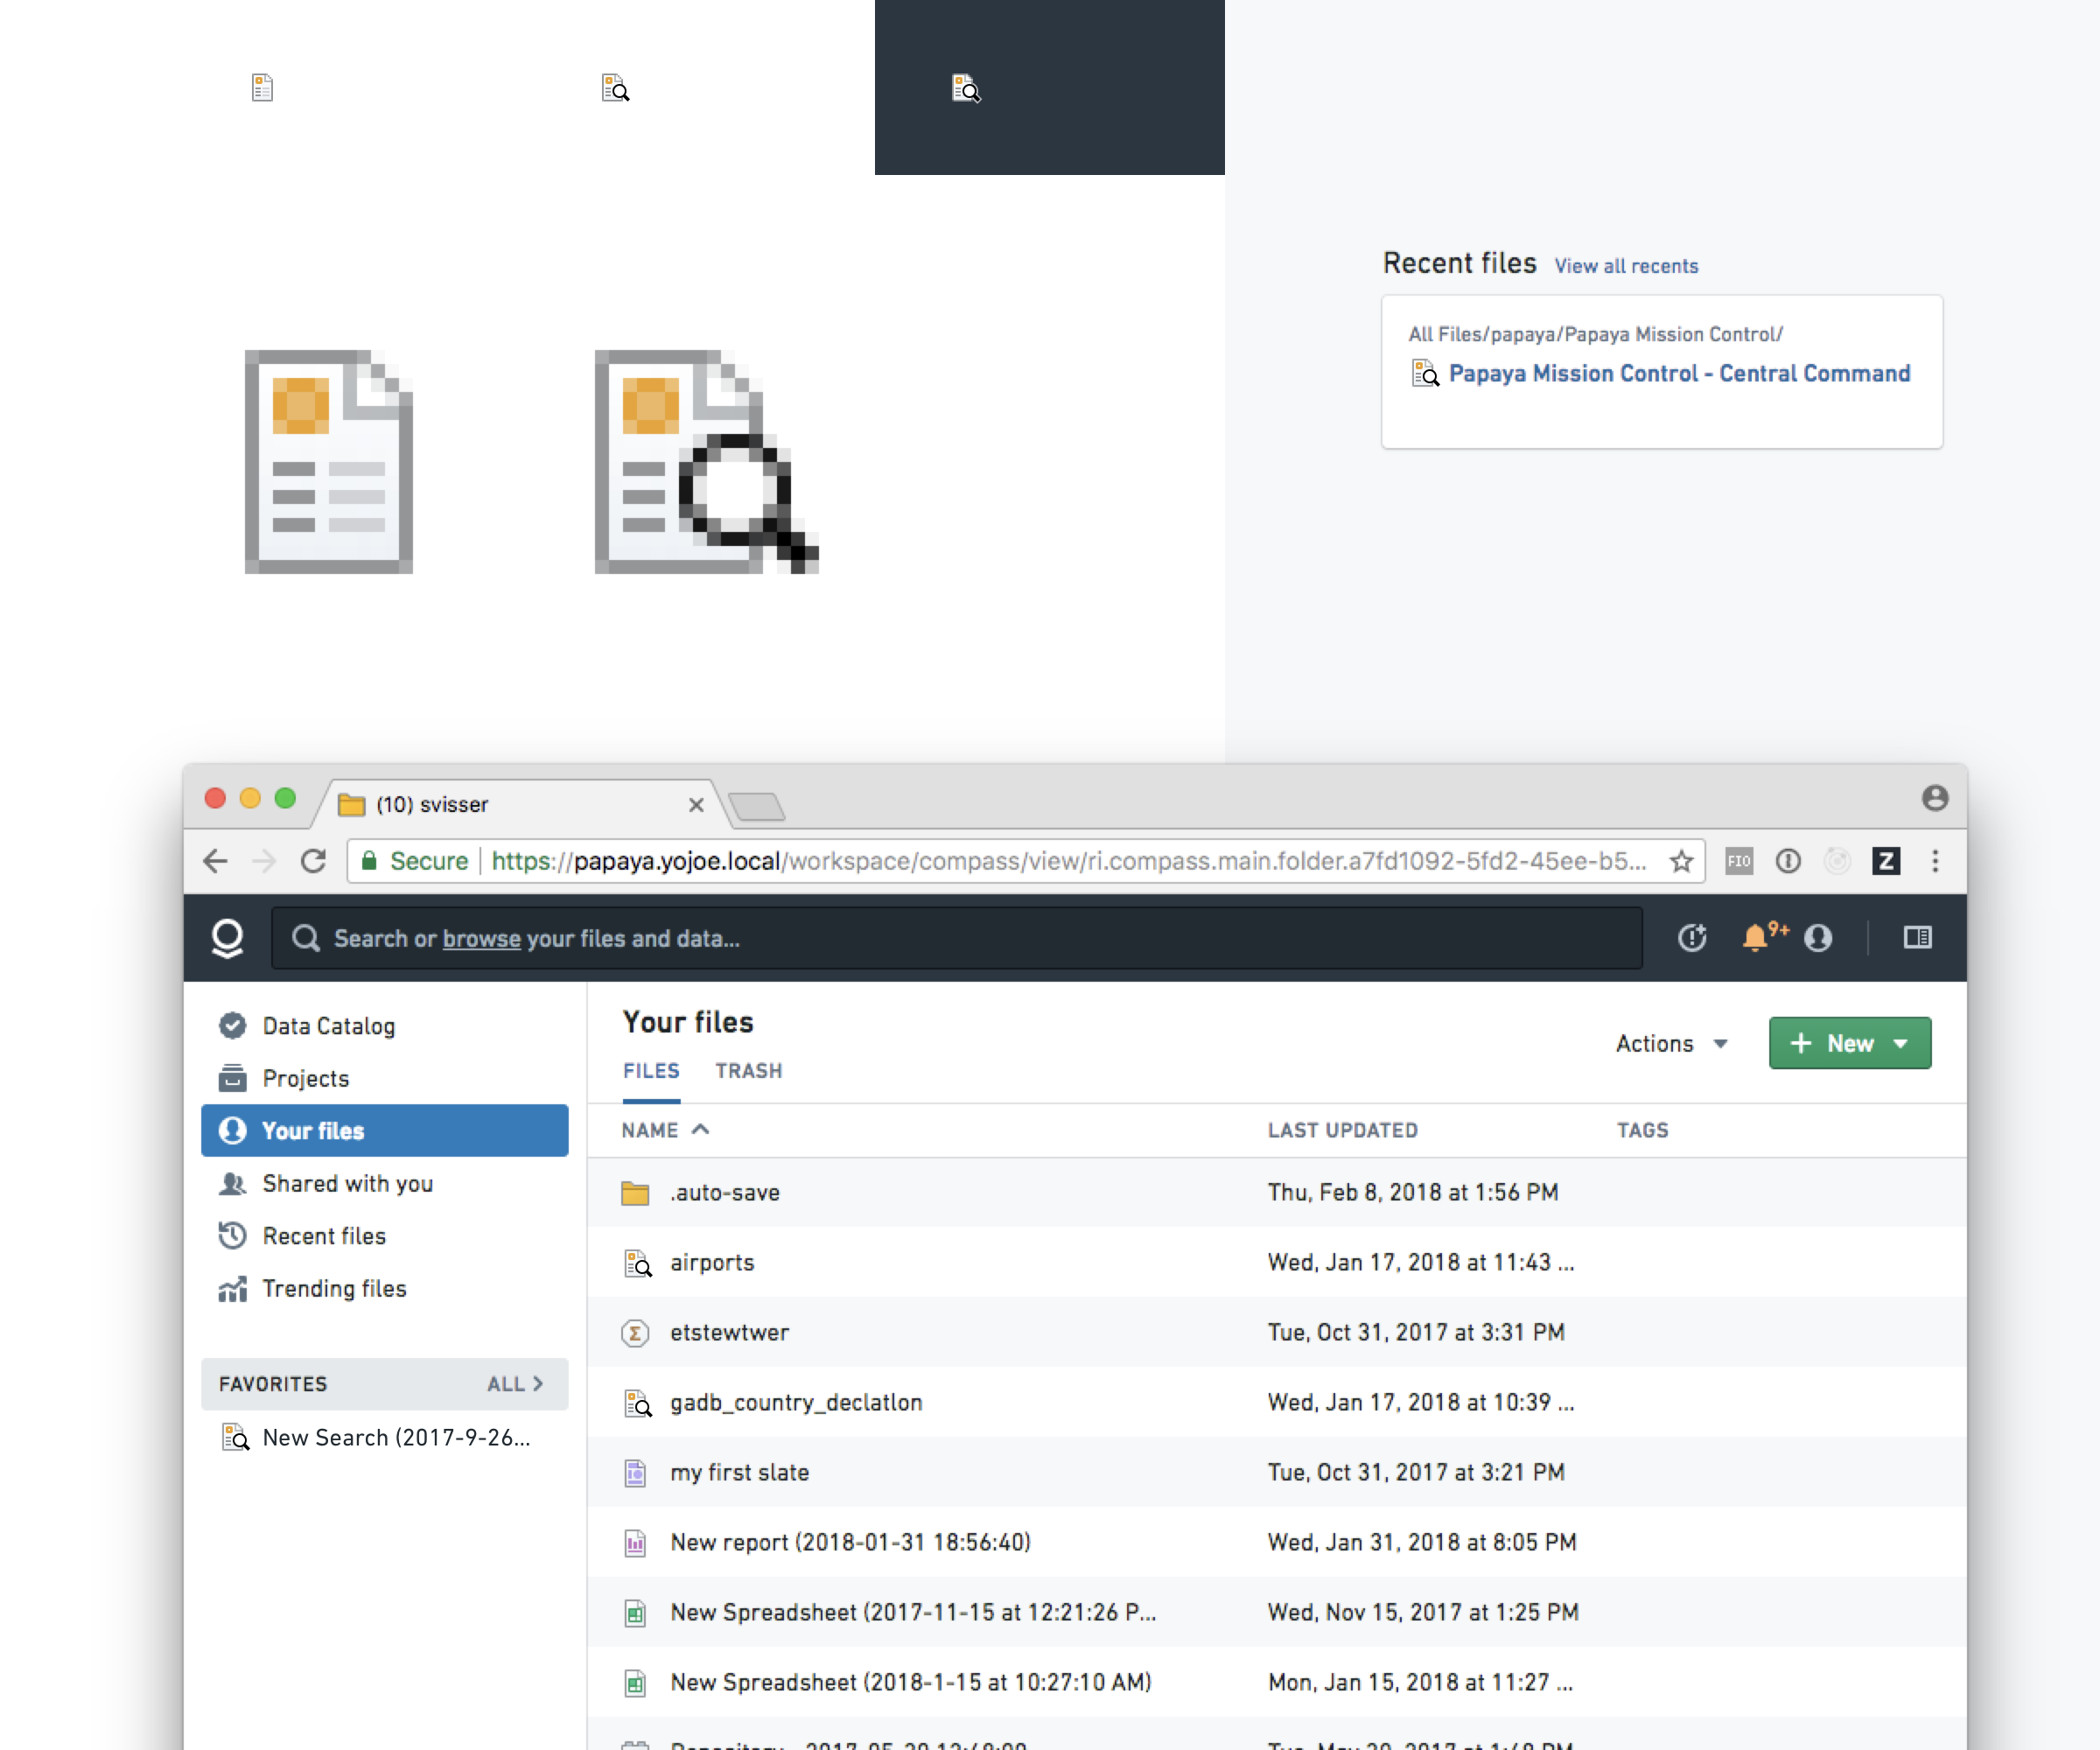 Recent files View all recents
All Files/papaya/Papaya Mission Control/
Papaya Mission Control - Central Command
(10) svisser
Secure https://papaya.yojoe.local/workspace/compass/view/ri.compass.main.folder.a7fd1092-5fd2-45ee-b5...
FIO
Z
Search or browse your files and data...
9+
Data Catalog
Projects
Your files
Shared with you
Recent files
Trending files
FAVORITES ALL
New Search (2017-9-26...
Your files
FILES TRASH
Actions
New
NAME LAST UPDATED TAGS
.auto-save Thu, Feb 8, 2018 at 1:56 PM
airports Wed, Jan 17, 2018 at 11:43 ...
etstewtwer Tue, Oct 31, 2017 at 3:31 PM
gadb_country_declatIon Wed, Jan 17, 2018 at 10:39 ...
my first slate Tue, Oct 31, 2017 at 3:21 PM
New report (2018-01-31 18:56:40) Wed, Jan 31, 2018 at 8:05 PM
New Spreadsheet (2017-11-15 at 12:21:26 P... Wed, Nov 15, 2017 at 1:25 PM
New Spreadsheet (2018-1-15 at 10:27:10 AM) Mon, Jan 15, 2018 at 11:27 ...